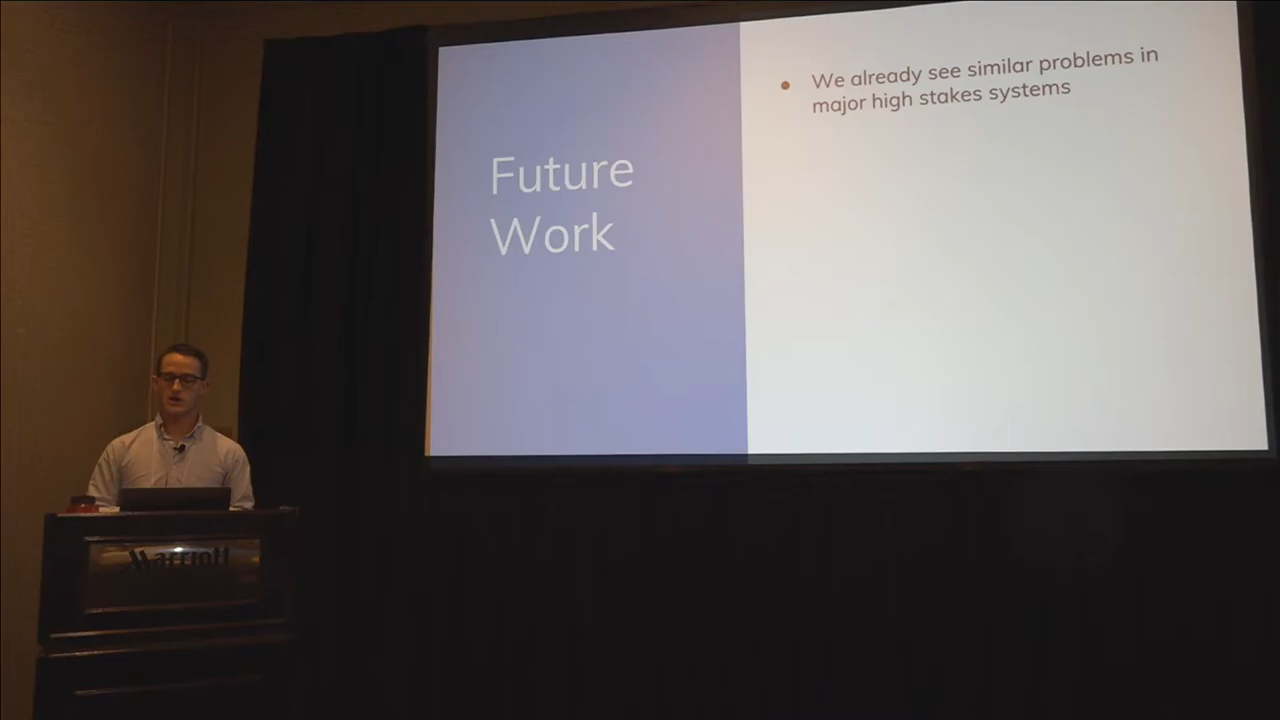 Future
Work
We already see similar problems in
major high stakes systems
Marriott